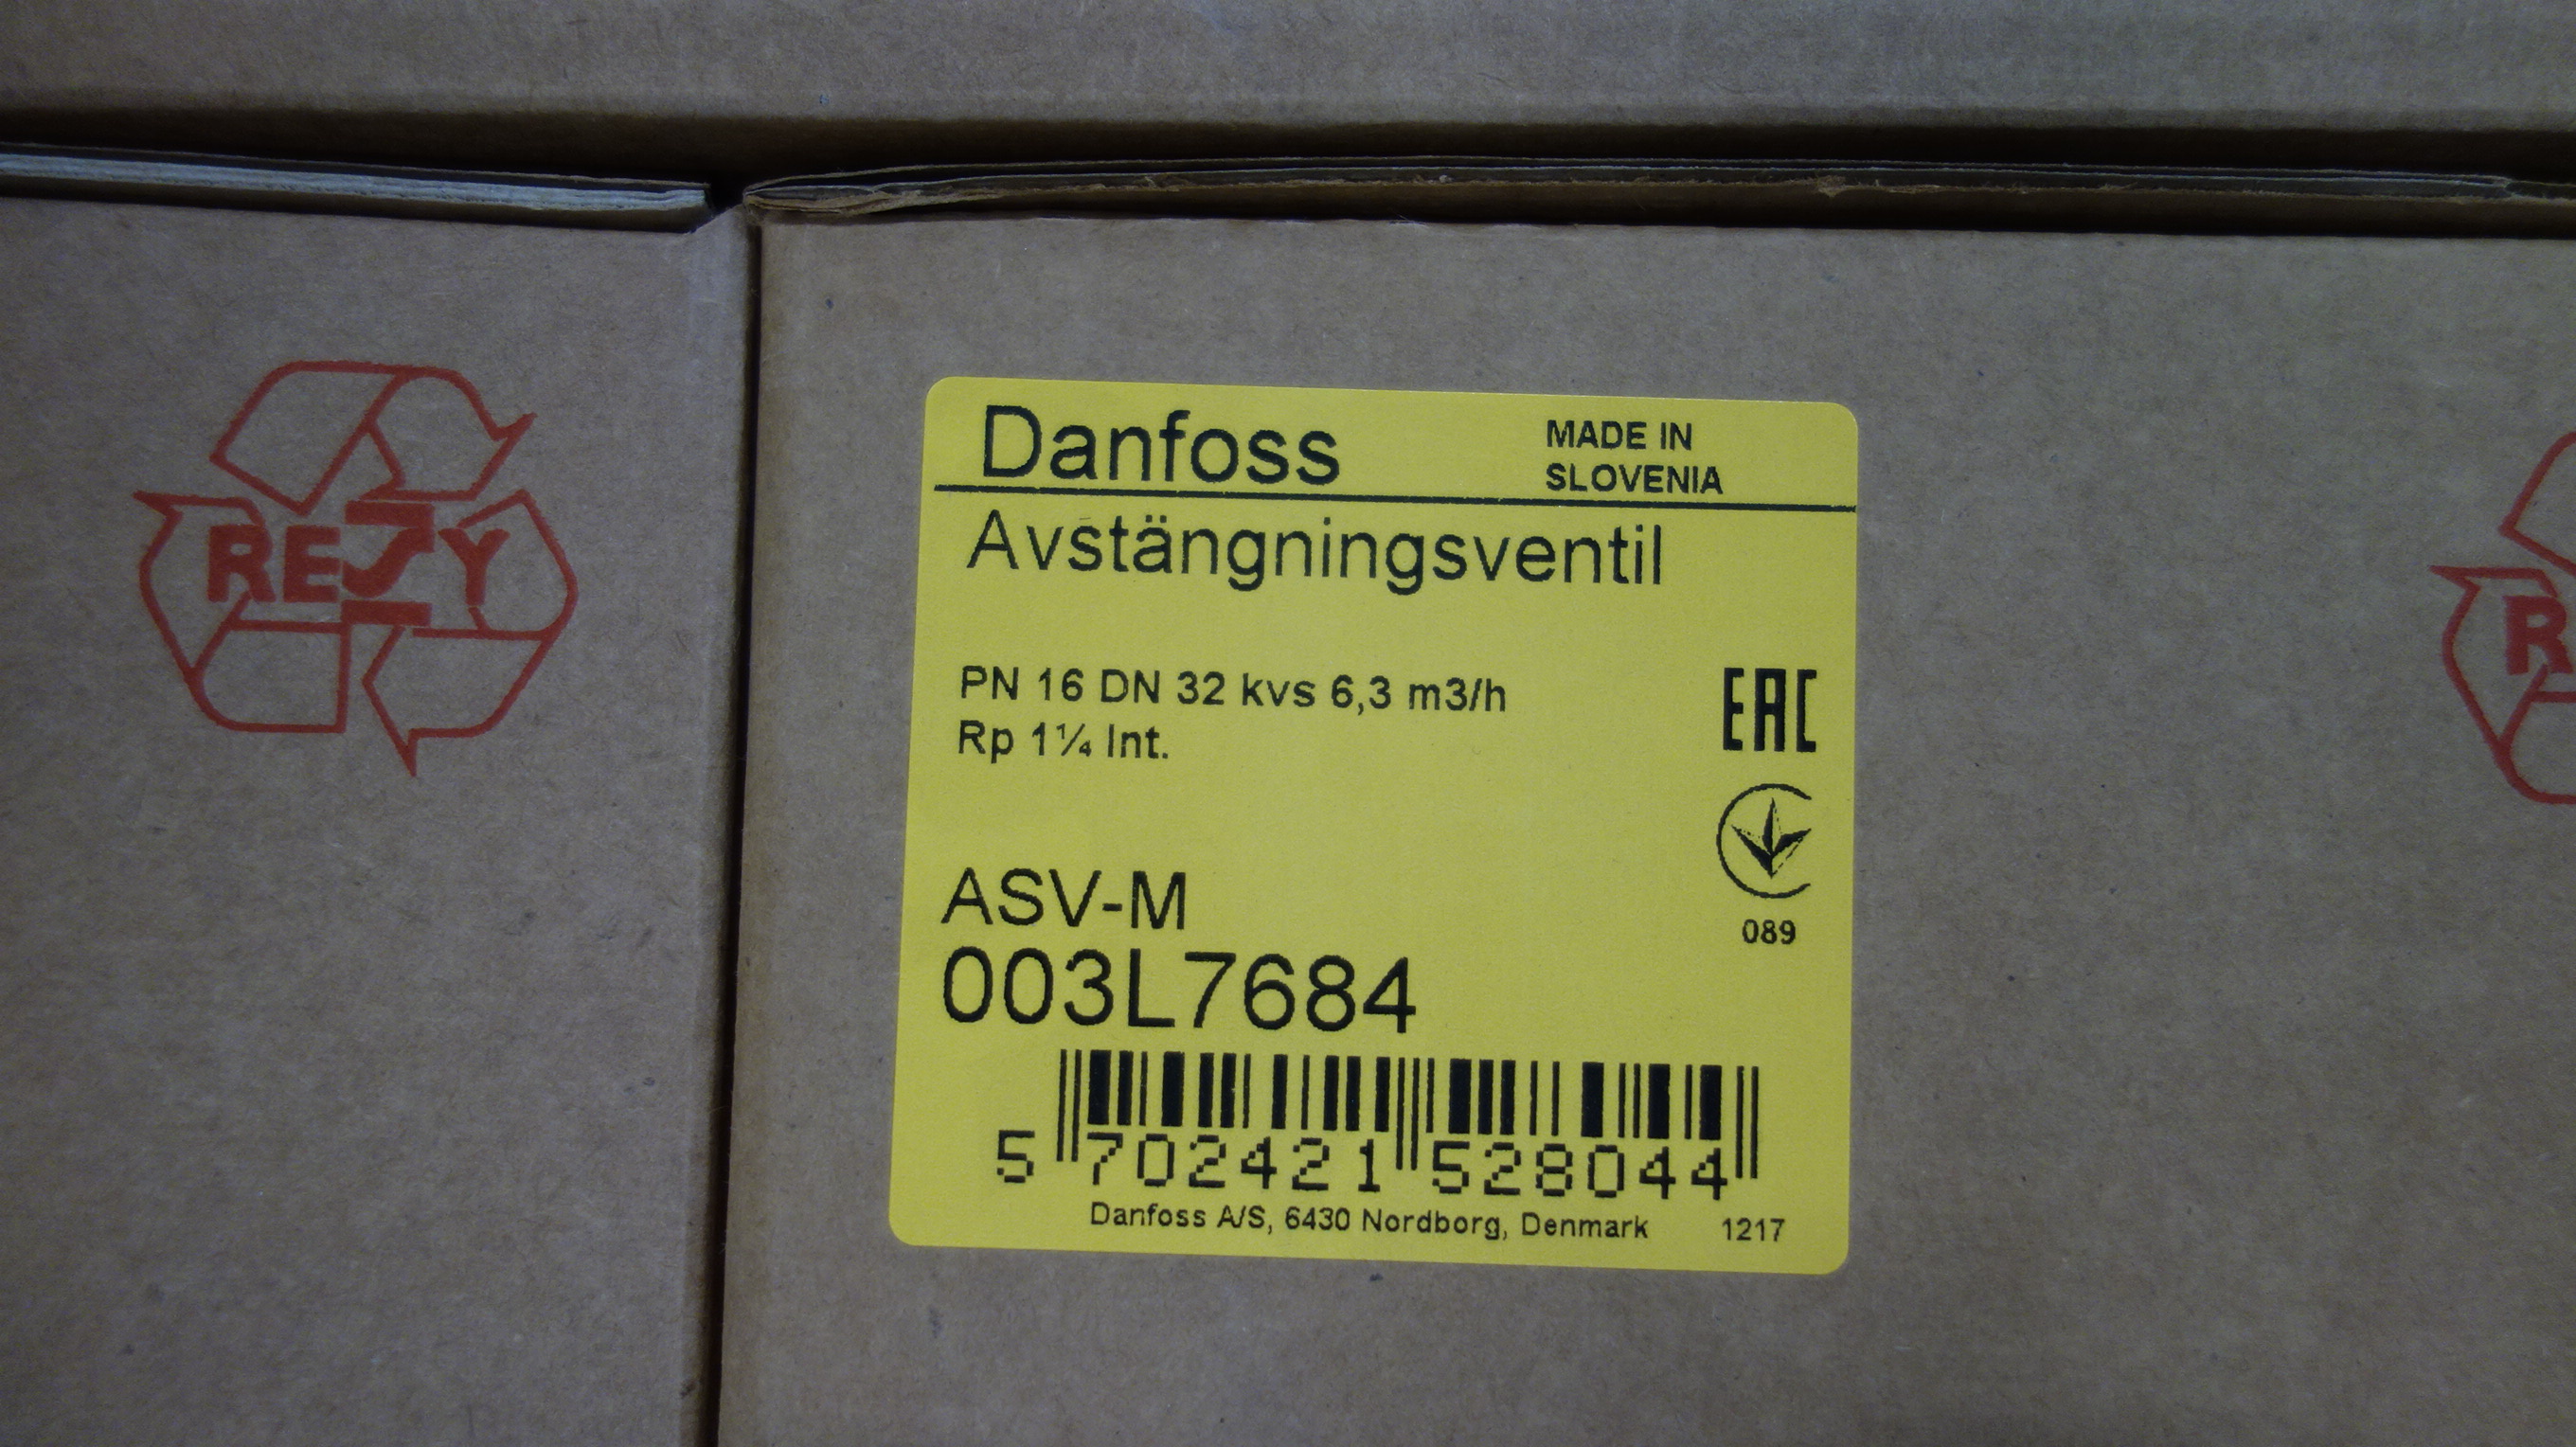 RESY
Danfoss
MADE IN
SLOVENIA
Avstängningsventil
PN 16 DN 32 kvs 6,3 m3/h
Rp 1¼ Int.
EAC
089
ASV-M
003L7684
5 702421 528044
Danfoss A/S, 6430 Nordborg, Denmark 1217
R